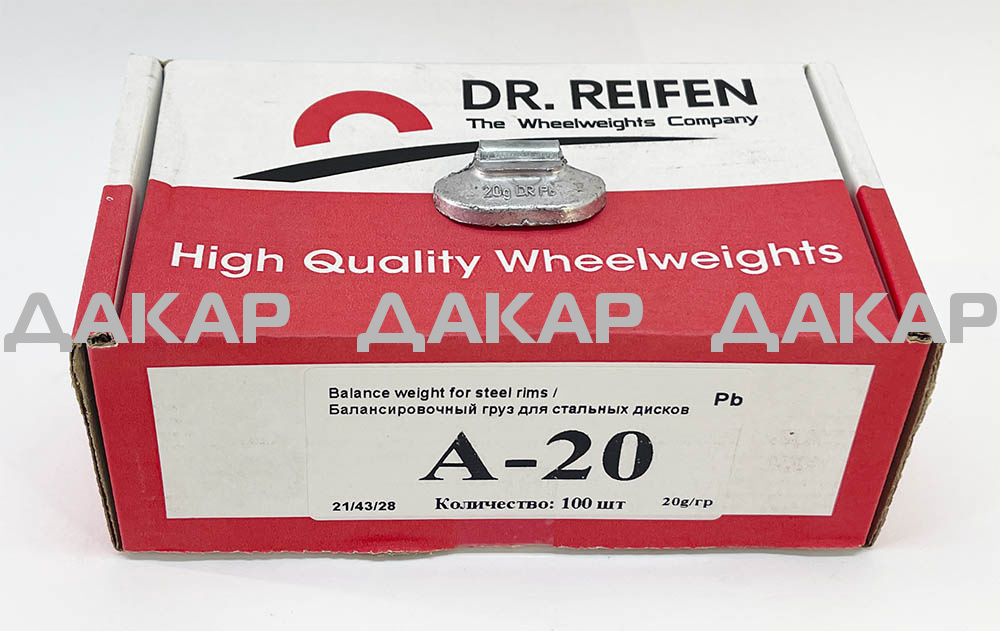 DR. REIFEN
The Wheelweights Company
20g DR Pb
High Quality Wheelweights
ДАКАР ДАКАР ДАКАР
Balance weight for steel rims /
Балансировочный груз для стальных дисков
Pb
A-20
21/43/28 Количество: 100 шт 20g/гр